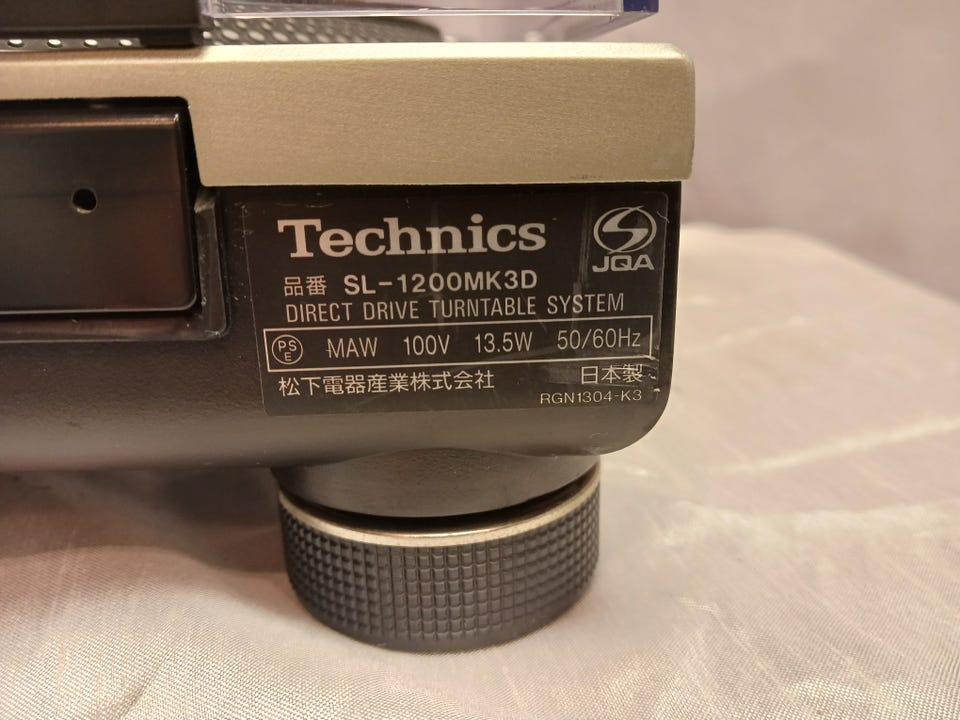 Technics
JQA
品番 SL-1200MK3D
DIRECT DRIVE TURNTABLE SYSTEM
PSE MAW 100V 13.5W 50/60Hz
松下電器産業株式会社 日本製
RGN1304-K3